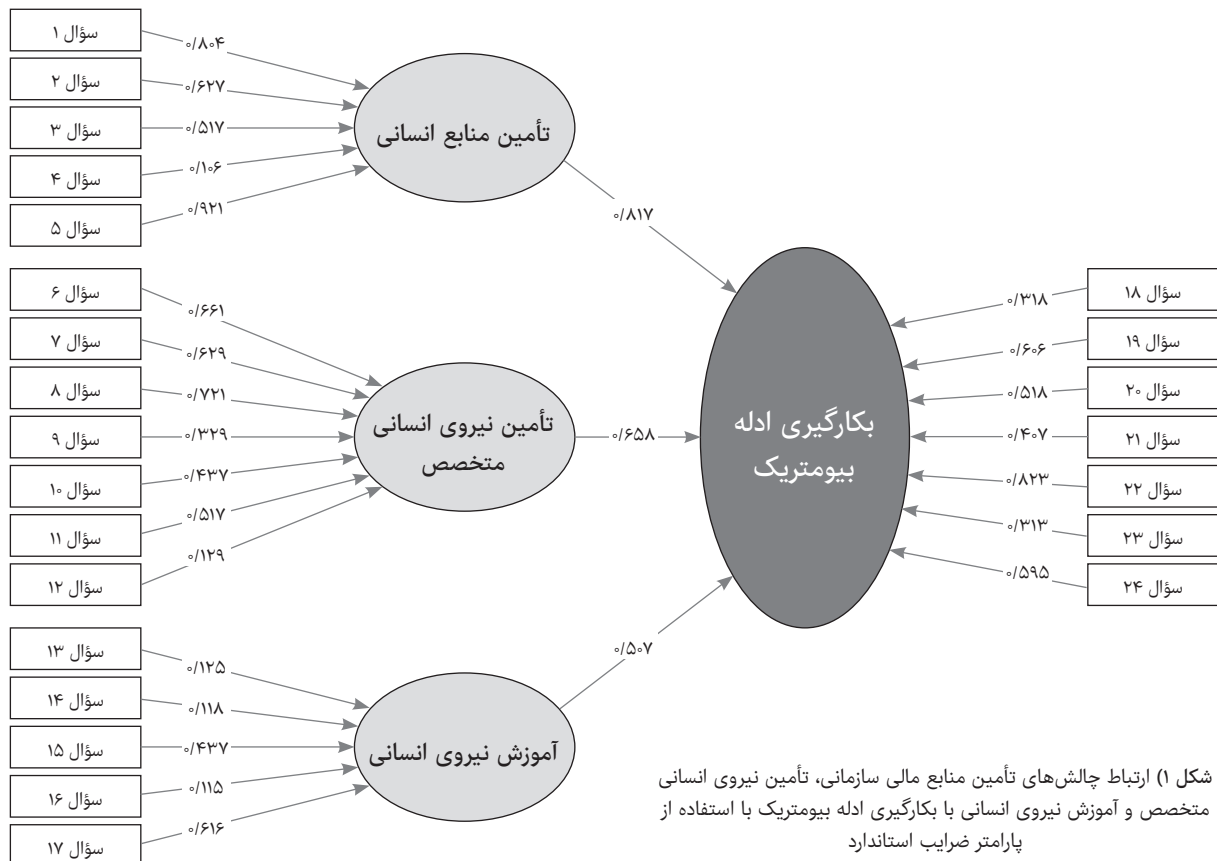 سؤال ۱
۰/۸۰۴
سؤال ۲
۰/۶۲۷
سؤال ۳
۰/۵۱۷
سؤال ۴
۰/۱۰۶
سؤال ۵
۰/۹۲۱
تأمین منابع انسانی
۰/۸۱۷
سؤال ۶
۰/۶۶۱
سؤال ۷
۰/۶۲۹
سؤال ۸
۰/۷۲۱
سؤال ۹
۰/۳۲۹
سؤال ۱۰
۰/۴۳۷
سؤال ۱۱
۰/۵۱۷
سؤال ۱۲
۰/۱۲۹
تأمین نیروی انسانی
متخصص
۰/۶۵۸
سؤال ۱۳
۰/۱۲۵
سؤال ۱۴
۰/۱۱۸
سؤال ۱۵
۰/۴۳۷
سؤال ۱۶
۰/۱۱۵
سؤال ۱۷
۰/۶۱۶
آموزش نیروی انسانی
۰/۵۰۷
بکارگیری ادله
بیومتریک
سؤال ۱۸
۰/۳۱۸
سؤال ۱۹
۰/۶۰۶
سؤال ۲۰
۰/۵۱۸
سؤال ۲۱
۰/۴۰۷
سؤال ۲۲
۰/۸۲۳
سؤال ۲۳
۰/۳۱۳
سؤال ۲۴
۰/۵۹۵
شکل ۱) ارتباط چالش‌های تأمین منابع مالی سازمانی، تأمین نیروی انسانی
متخصص و آموزش نیروی انسانی با بکارگیری ادله بیومتریک با استفاده از
پارامتر ضرایب استاندارد